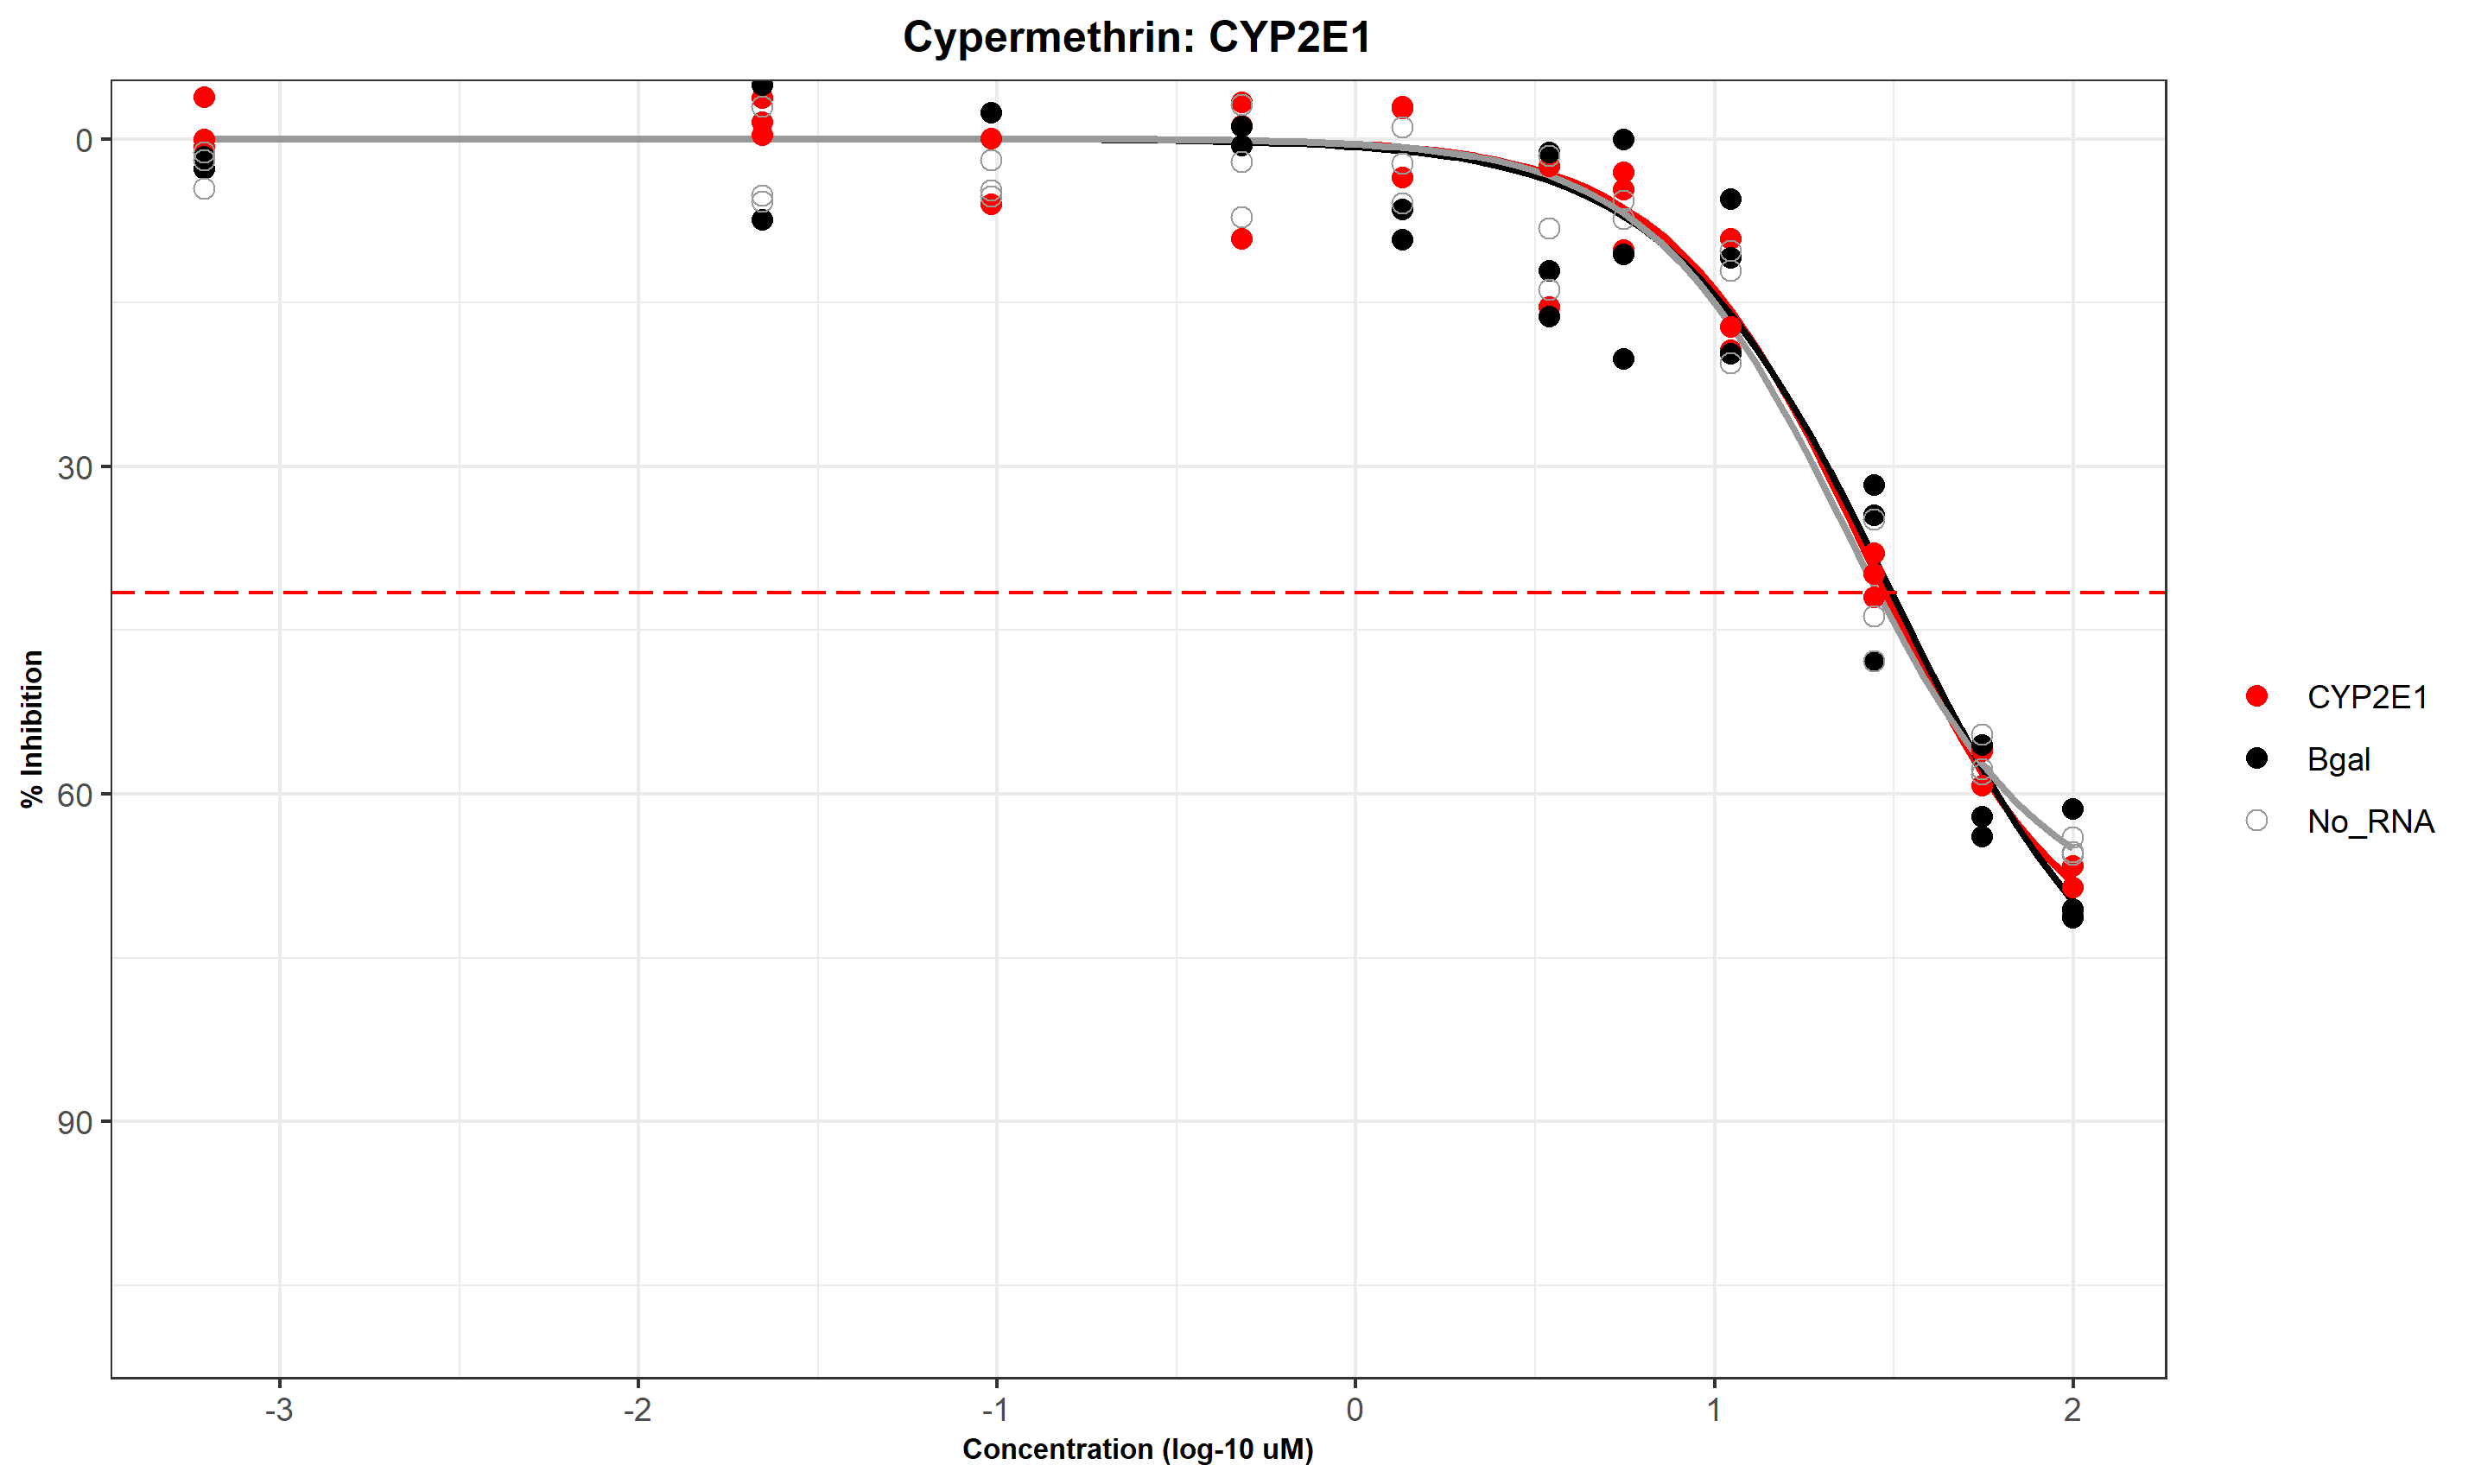 Cypermethrin: CYP2E1
% Inhibition
0
30
60
90
-3
-2
-1
0
1
2
Concentration (log-10 uM)
CYP2E1
Bgal
No_RNA